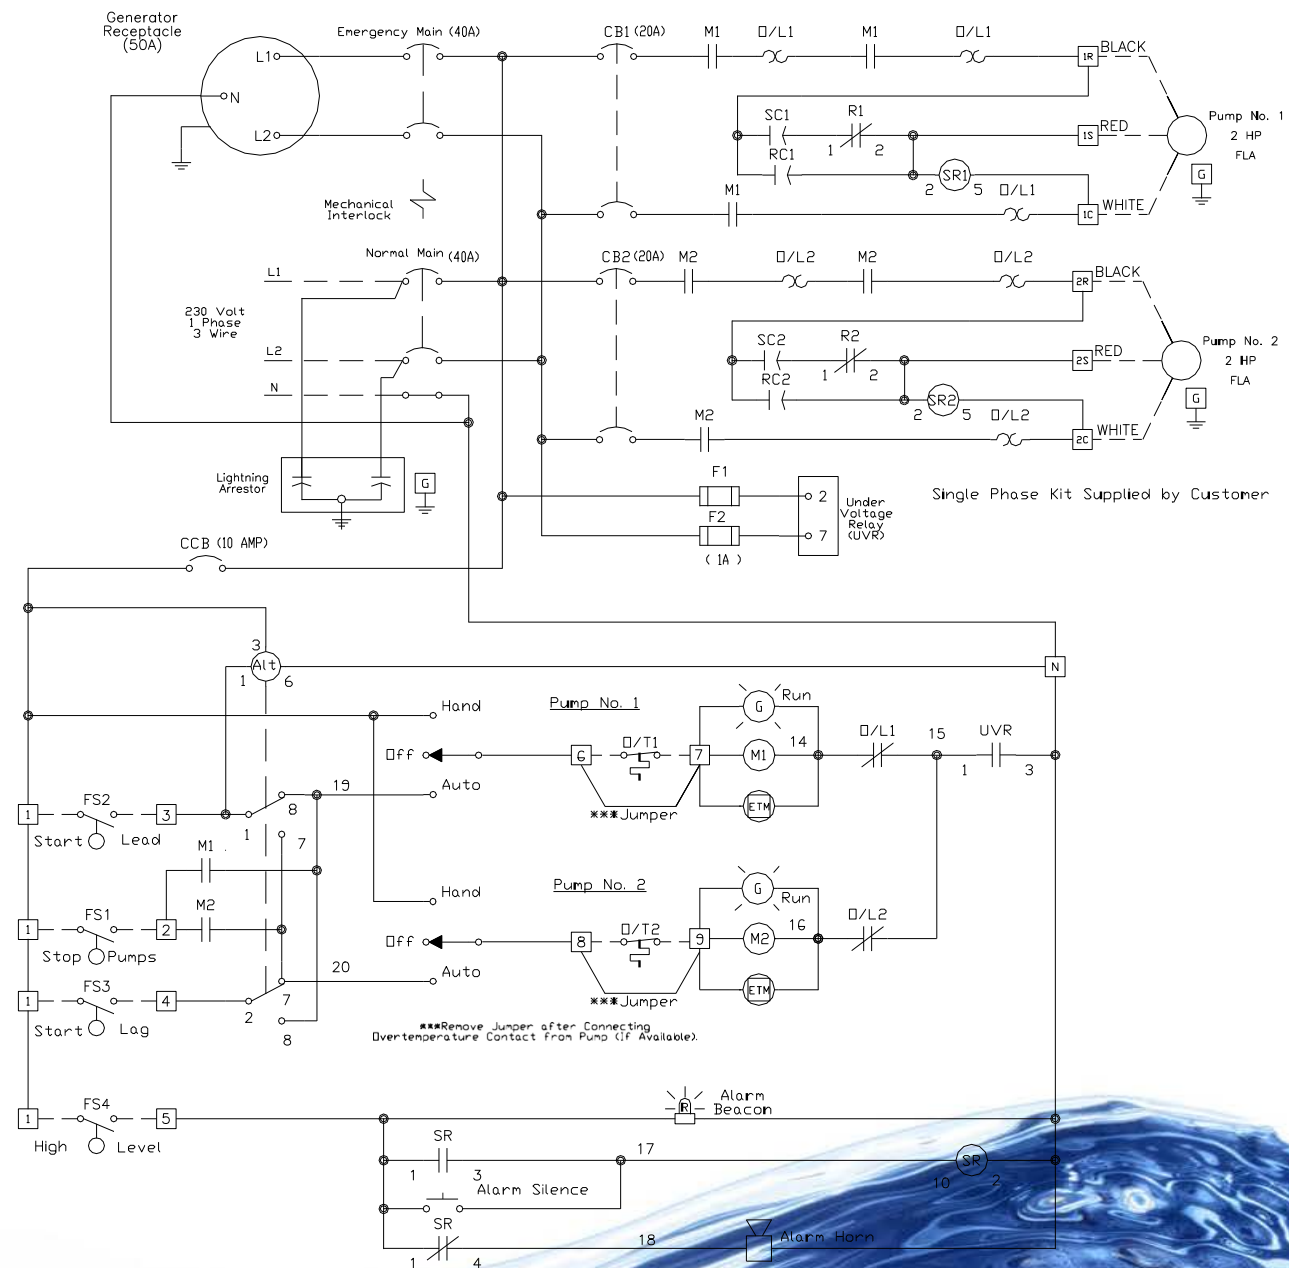 Generator
Receptacle
(50A)
Emergency Main (40A)
CB1 (20A)
M1
O/L1
M1
O/L1
BLACK
L1
1R
N
Pump No. 1
2 HP
FLA
SC1
R1
L2
1S
RED
1
2
RC1
SR1
2
5
G
M1
O/L1
Mechanical
Interlock
1C
WHITE
Normal Main (40A)
CB2 (20A)
M2
O/L2
M2
O/L2
L1
2R
BLACK
230 Volt
1 Phase
3 Wire
SC2
R2
Pump No. 2
2 HP
FLA
L2
2S
RED
1
2
RC2
N
SR2
2
5
G
M2
O/L2
2C
WHITE
Lightning
Arrestor
G
F1
2
Under
Voltage
Relay
(UVR)
Single Phase Kit Supplied by Customer
F2
7
(1A)
CCB (10 AMP)
3
Alt
1
6
N
Hand
Pump No. 1
G
Run
Off
6
O/T1
7
M1
14
O/L1
15
UVR
1
3
19
Auto
***Jumper
ETM
1
FS2
3
8
Start
Lead
1
7
M1
Hand
Pump No. 2
G
Run
1
FS1
2
M2
Stop
Pumps
Off
8
O/T2
9
M2
16
O/L2
20
Auto
***Jumper
ETM
1
FS3
4
7
Start
Lag
2
8
***Remove Jumper after Connecting
Overtemperature Contact from Pump (If Available).
1
FS4
5
High
Level
R
Alarm
Beacon
SR
1
3
17
SR
10
2
Alarm Silence
SR
1
4
18
Alarm Horn